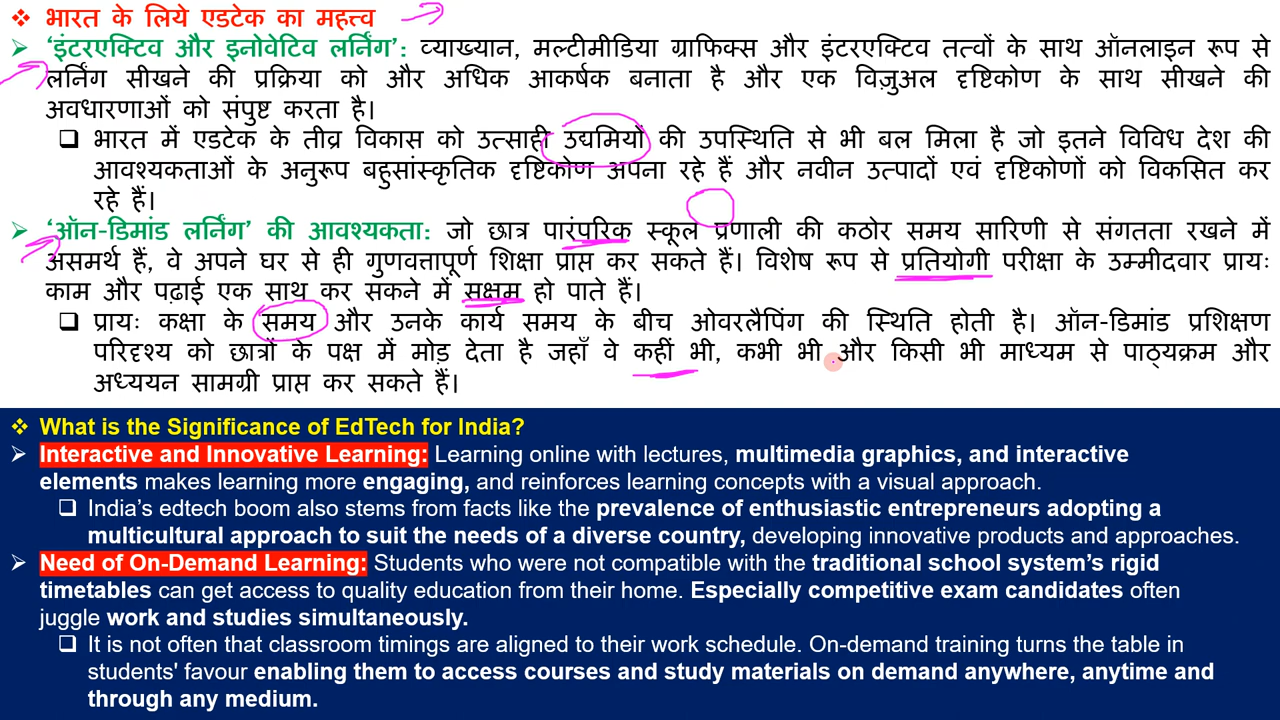 ❖ भारत के लिये एडटेक का महत्त्व
➢ ‘इंटरएक्टिव और इनोवेटिव लर्निंग’: व्याख्यान, मल्टीमीडिया ग्राफिक्स और इंटरएक्टिव तत्वों के साथ ऑनलाइन रूप से
लर्निंग सीखने की प्रक्रिया को और अधिक आकर्षक बनाता है और एक विज़ुअल दृष्टिकोण के साथ सीखने की
अवधारणाओं को संपुष्ट करता है।
❑ भारत में एडटेक के तीव्र विकास को उत्साही उद्यमियों की उपस्थिति से भी बल मिला है जो इतने विविध देश की
आवश्यकताओं के अनुरूप बहुसांस्कृतिक दृष्टिकोण अपना रहे हैं और नवीन उत्पादों एवं दृष्टिकोणों को विकसित कर
रहे हैं।
➢ ‘ऑन-डिमांड लर्निंग’ की आवश्यकता: जो छात्र पारंपरिक स्कूल प्रणाली की कठोर समय सारिणी से संगतता रखने में
असमर्थ हैं, वे अपने घर से ही गुणवत्तापूर्ण शिक्षा प्राप्त कर सकते हैं। विशेष रूप से प्रतियोगी परीक्षा के उम्मीदवार प्रायः
काम और पढ़ाई एक साथ कर सकने में सक्षम हो पाते हैं।
❑ प्रायः कक्षा के समय और उनके कार्य समय के बीच ओवरलैपिंग की स्थिति होती है। ऑन-डिमांड प्रशिक्षण
परिदृश्य को छात्रों के पक्ष में मोड़ देता है जहाँ वे कहीं भी, कभी भी और किसी भी माध्यम से पाठ्यक्रम और
अध्ययन सामग्री प्राप्त कर सकते हैं।
❖ What is the Significance of EdTech for India?
➢ Interactive and Innovative Learning: Learning online with lectures, multimedia graphics, and interactive
elements makes learning more engaging, and reinforces learning concepts with a visual approach.
❑ India’s edtech boom also stems from facts like the prevalence of enthusiastic entrepreneurs adopting a
multicultural approach to suit the needs of a diverse country, developing innovative products and approaches.
➢ Need of On-Demand Learning: Students who were not compatible with the traditional school system’s rigid
timetables can get access to quality education from their home. Especially competitive exam candidates often
juggle work and studies simultaneously.
❑ It is not often that classroom timings are aligned to their work schedule. On-demand training turns the table in
students' favour enabling them to access courses and study materials on demand anywhere, anytime and
through any medium.